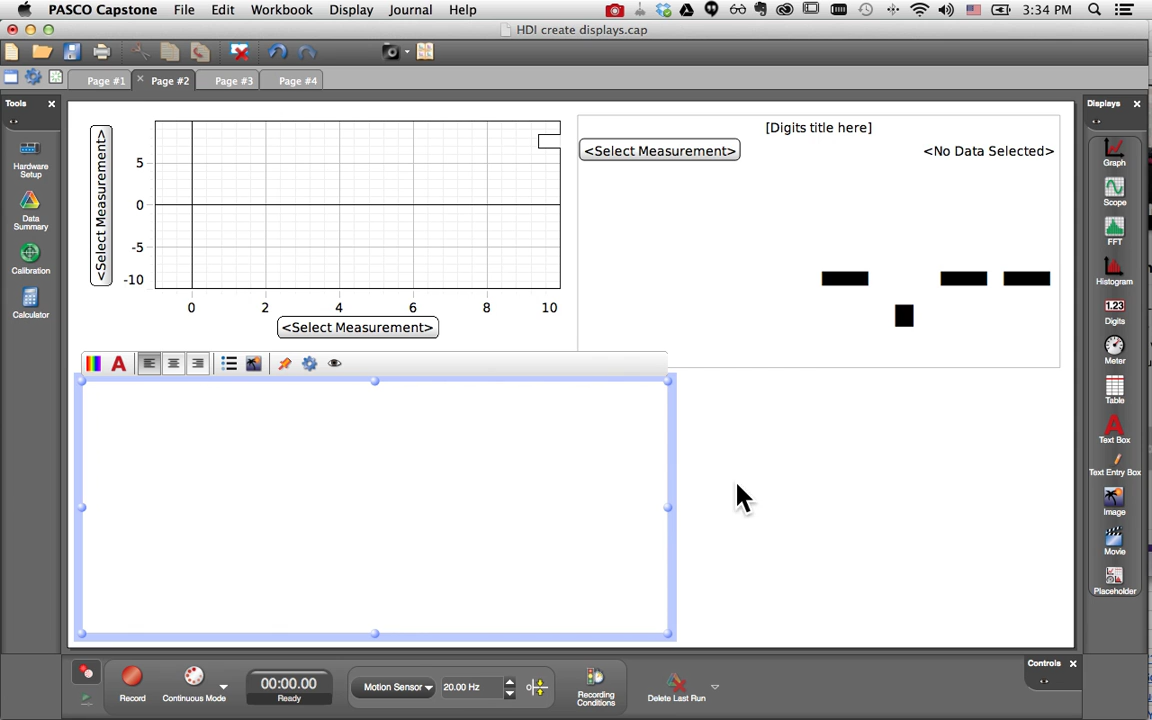 PASCO Capstone File Edit Workbook Display Journal Help 3:34 PM
HDI create displays.cap
Page #1 Page #2 Page #3 Page #4
Tools
Hardware
Setup
Data
Summary
Calibration
Calculator
<Select Measurement>
5
0
-5
-10
0 2 4 6 8 10
<Select Measurement>
[Digits title here]
<Select Measurement> <No Data Selected>
Displays
Graph
Scope
FFT
Histogram
1.23
Digits
Meter
Table
Text Box
Text Entry Box
Image
Movie
Placeholder
Record
Continuous Mode
00:00.00
Ready
Motion Sensor 20.00 Hz
Recording
Conditions
Delete Last Run
Controls